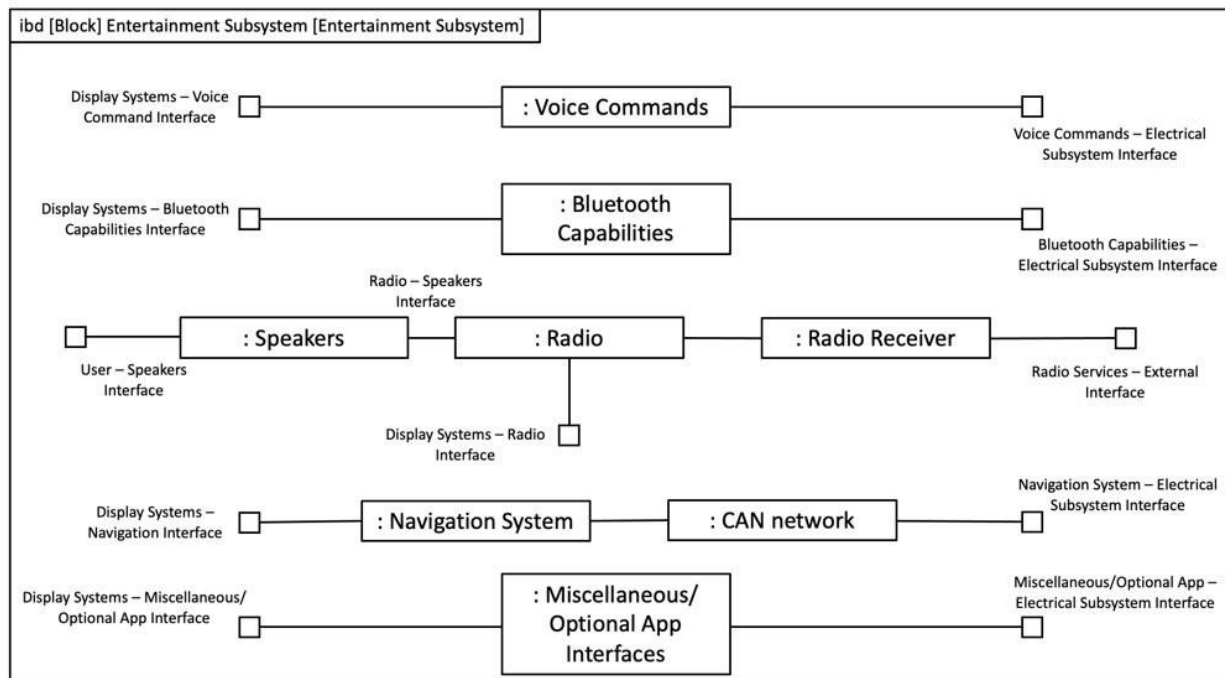 ibd [Block] Entertainment Subsystem [Entertainment Subsystem]
Display Systems – Voice
Command Interface
: Voice Commands
Voice Commands – Electrical
Subsystem Interface
Display Systems – Bluetooth
Capabilities Interface
: Bluetooth
Capabilities
Bluetooth Capabilities –
Electrical Subsystem Interface
Radio – Speakers
Interface
: Speakers
: Radio
: Radio Receiver
User – Speakers
Interface
Radio Services – External
Interface
Display Systems – Radio
Interface
Display Systems –
Navigation Interface
: Navigation System
: CAN network
Navigation System – Electrical
Subsystem Interface
Display Systems – Miscellaneous/
Optional App Interface
: Miscellaneous/
Optional App
Interfaces
Miscellaneous/Optional App –
Electrical Subsystem Interface